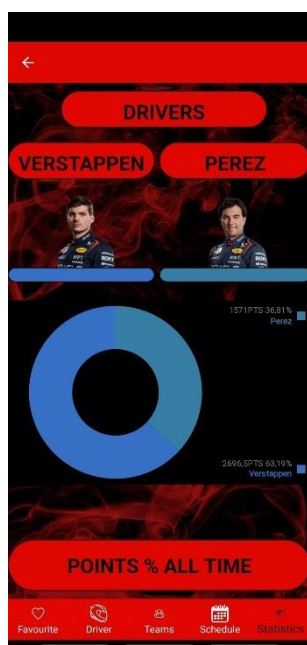 DRIVERS
VERSTAPPEN PEREZ
1571PTS 36,81%
Perez
2696,5PTS 63,19%
Verstappen
POINTS % ALL TIME
Favourite Driver Teams Schedule Statistics